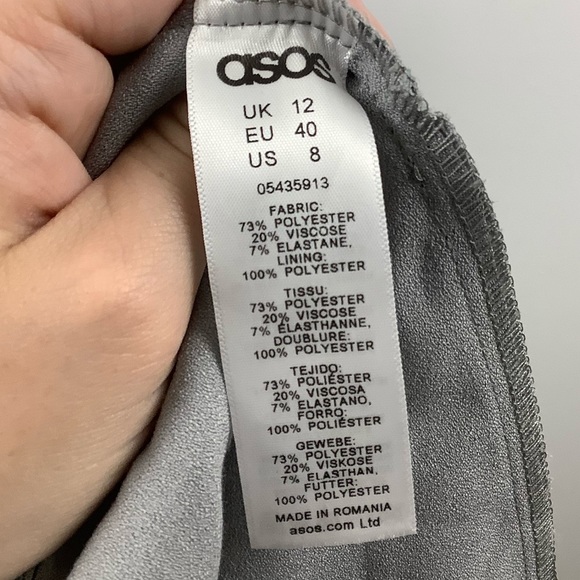 asos
UK 12
EU 40
US 8
05435913
FABRIC:
73% POLYESTER
20% VISCOSE
7% ELASTANE,
LINING:
100% POLYESTER
TISSU:
73% POLYESTER
20% VISCOSE
7% ÉLASTHANNE,
DOUBLURE:
100% POLYESTER
TEJIDO:
73% POLIÉSTER
20% VISCOSA
7% ELASTANO,
FORRO:
100% POLIÉSTER
GEWEBE:
73% POLYESTER
20% VISKOSE
7% ELASTHAN,
FUTTER:
100% POLYESTER
MADE IN ROMANIA
asos.com Ltd